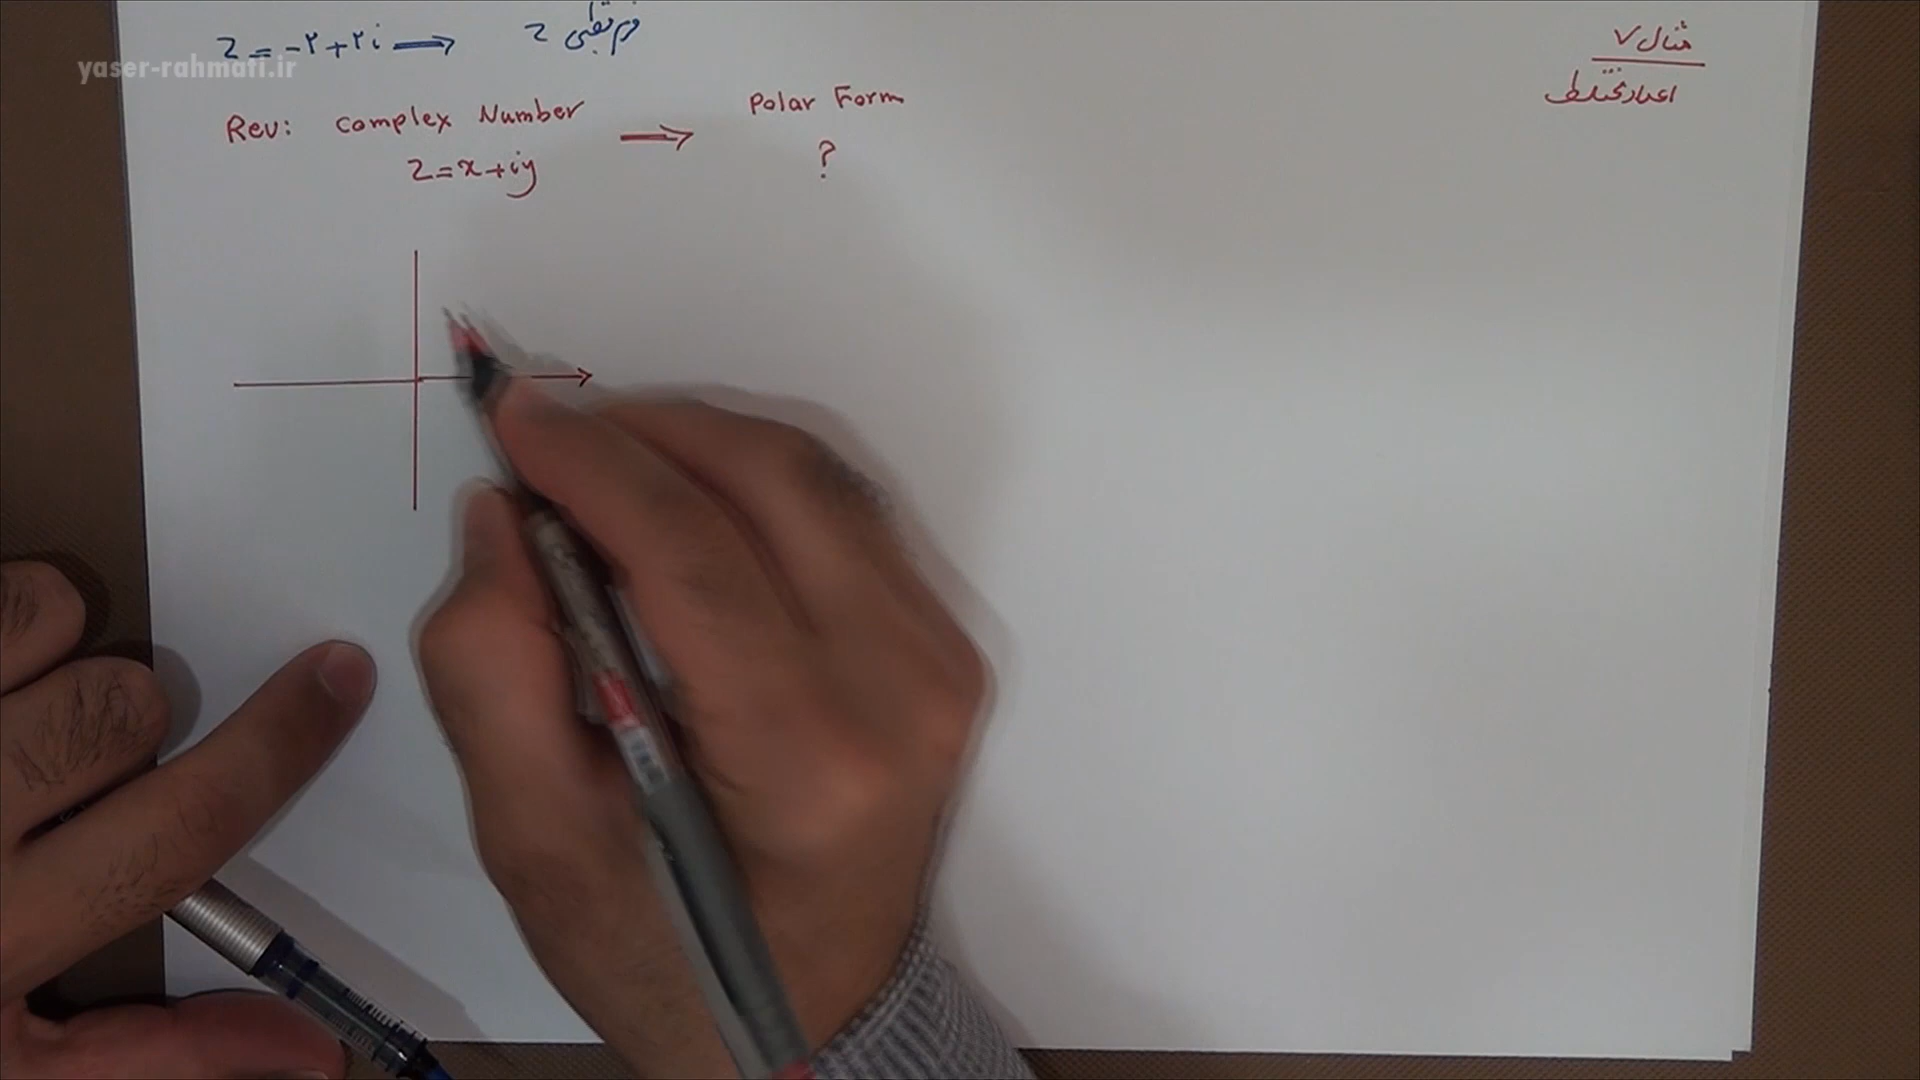 z = -۲+۲i → فرم قطبی z
yaser-rahmati.ir
مثال ۷
اعداد مختلط
Rev: complex Number ⇒ Polar Form
z=x+iy ?